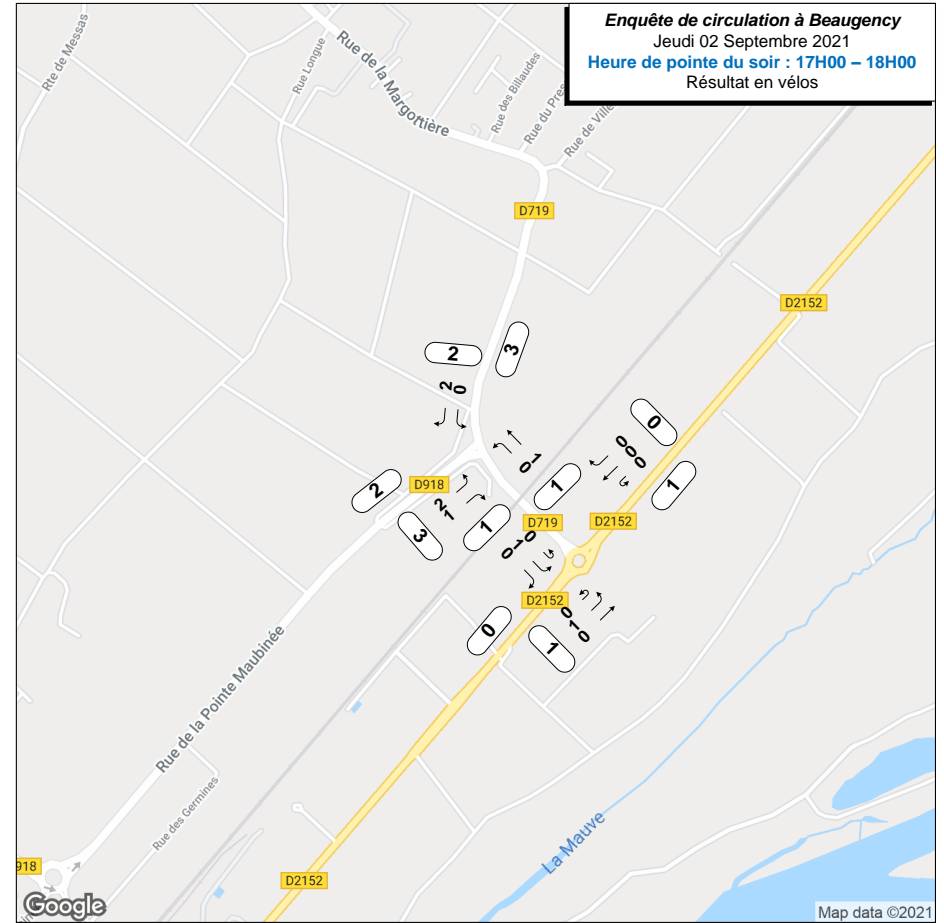 Enquête de circulation à Beaugency
Jeudi 02 Septembre 2021
Heure de pointe du soir : 17H00 – 18H00
Résultat en vélos
Rte de Messas
Rue Longue
Rue de la Margottière
Rue des Billaudes
Rue du Pres
Rue de Ville
D719
D2152
2
3
2
0
0
0
0
0
1
0
1
2
D918
2
1
3
1
1
D719
D2152
0
1
0
D2152
0
1
0
0
1
Rue de la Pointe Maubinée
Rue des Germines
La Mauve
918
D2152
Google
Map data ©2021